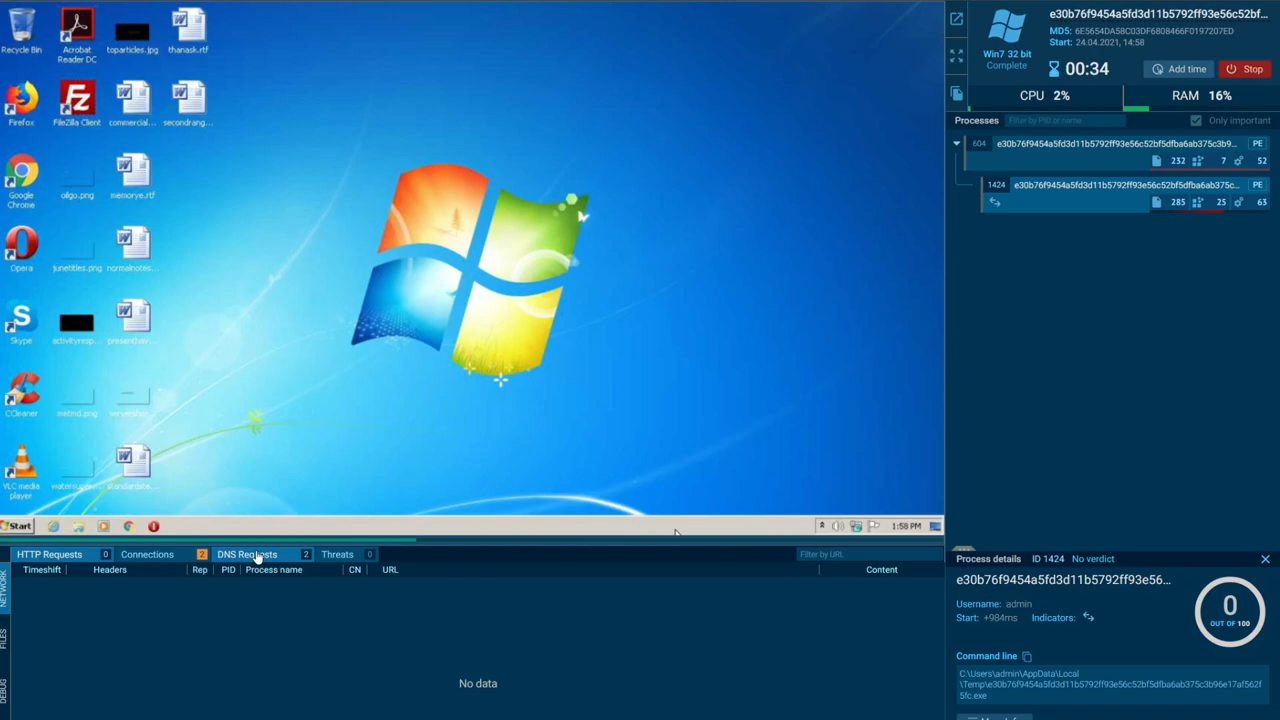 Recycle Bin
Acrobat
Reader DC
toparticles.jpg
thanask.rtf
Firefox
FileZilla Client
commercial...
secondrang...
Google
Chrome
oilgo.png
memorye.rtf
Opera
junetitles.png
normalnotes...
Skype
activityresp...
CCleaner
VLC media
player
Start
1:58 PM
e30b76f9454a5fd3d11b5792ff93e56c52bf...
MD5: 6E5654DA58C03DF6808466F0197207ED
Start: 24.04.2021, 14:58
Win7 32 bit
Complete
00:34
Add time
Stop
CPU 2%
RAM 16%
Processes
Filter by PID or name
Only important
604 e30b76f9454a5fd3d11b5792ff93e56c52bf5dfba6ab375c3b9... PE
232 7 52
1424 e30b76f9454a5fd3d11b5792ff93e56c52bf5dfba6ab375c... PE
285 25 63
HTTP Requests 0 Connections 2 DNS Requests 2 Threats 0 Filter by URL
Timeshift Headers Rep PID Process name CN URL Content
NETWORK
FILES
DEBUG
No data
Process details ID 1424 No verdict
e30b76f9454a5fd3d11b5792ff93e56...
Username: admin
Start: +984ms Indicators:
0
OUT OF 100
Command line
C:\Users\admin\AppData\Local
\Temp\e30b76f9454a5fd3d11b5792ff93e56c52bf5dfba6ab375c3b96e17af562f
5fc.exe